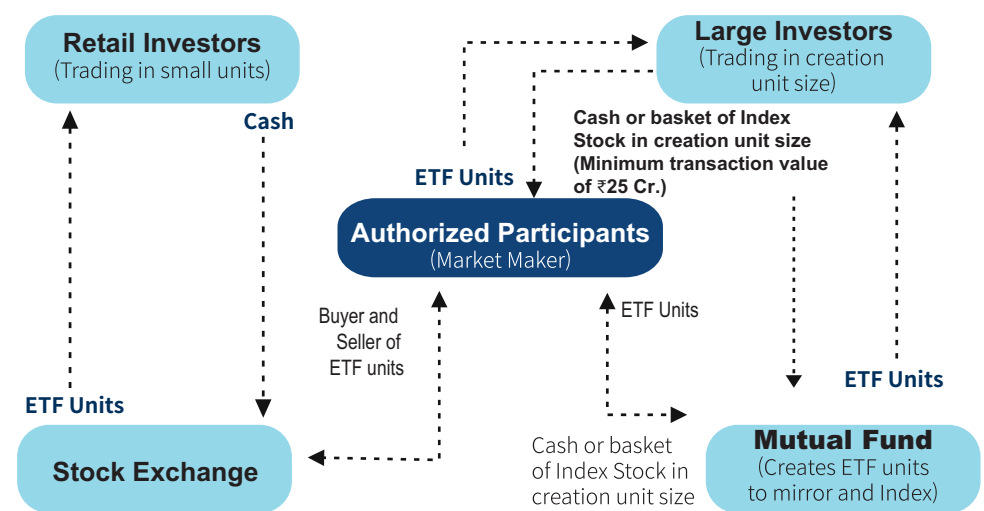 Retail Investors
(Trading in small units)
Large Investors
(Trading in creation
unit size)
Cash
Cash or basket of Index
Stock in creation unit size
(Minimum transaction value
of ₹25 Cr.)
ETF Units
Authorized Participants
(Market Maker)
Buyer and
Seller of
ETF units
ETF Units
ETF Units
ETF Units
Stock Exchange
Cash or basket
of Index Stock in
creation unit size
Mutual Fund
(Creates ETF units
to mirror and Index)